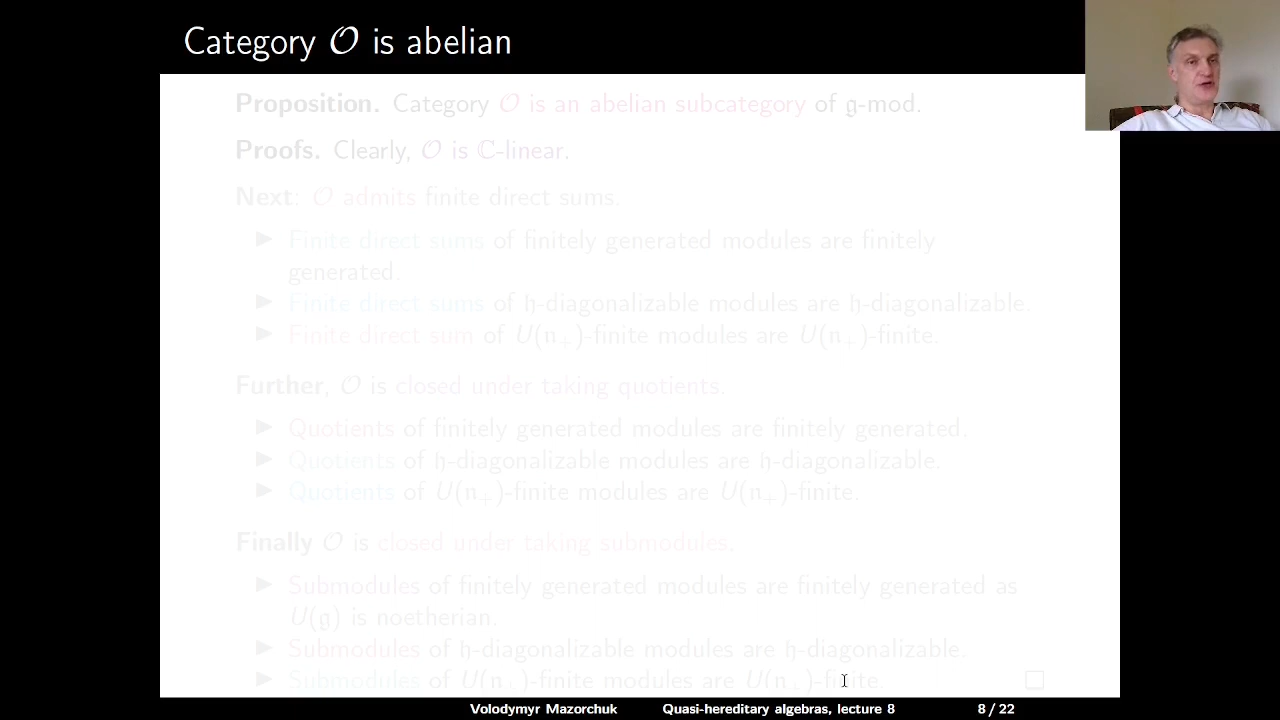 Category 𝒪 is abelian
Proposition. Category 𝒪 is an abelian subcategory of 𝔤-mod.
Proofs. Clearly, 𝒪 is ℂ-linear.
Next: 𝒪 admits finite direct sums.
▶ Finite direct sums of finitely generated modules are finitely
generated.
▶ Finite direct sums of 𝔥-diagonalizable modules are 𝔥-diagonalizable.
▶ Finite direct sum of U(𝔫₊)-finite modules are U(𝔫₊)-finite.
Further, 𝒪 is closed under taking quotients.
▶ Quotients of finitely generated modules are finitely generated.
▶ Quotients of 𝔥-diagonalizable modules are 𝔥-diagonalizable.
▶ Quotients of U(𝔫₊)-finite modules are U(𝔫₊)-finite.
Finally 𝒪 is closed under taking submodules.
▶ Submodules of finitely generated modules are finitely generated as
U(𝔤) is noetherian.
▶ Submodules of 𝔥-diagonalizable modules are 𝔥-diagonalizable.
▶ Submodules of U(𝔫₊)-finite modules are U(𝔫₊)-finite. □
Volodymyr Mazorchuk Quasi-hereditary algebras, lecture 8 8 / 22